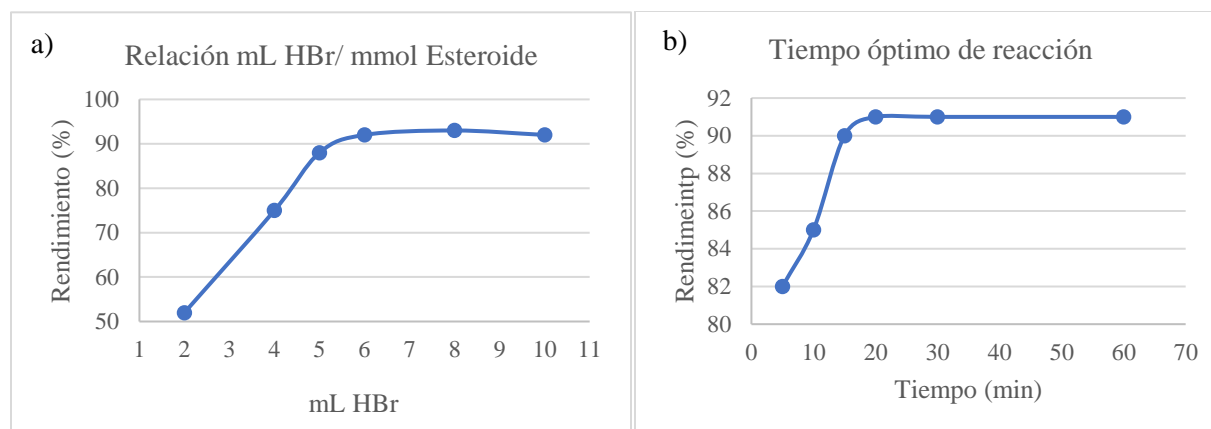 a)
Relación mL HBr/ mmol Esteroide
Rendimiento (%)
100
90
80
70
60
50
1 2 3 4 5 6 7 8 9 10 11
mL HBr
b)
Tiempo óptimo de reacción
Rendimeintp (%)
92
90
88
86
84
82
80
0 10 20 30 40 50 60 70
Tiempo (min)